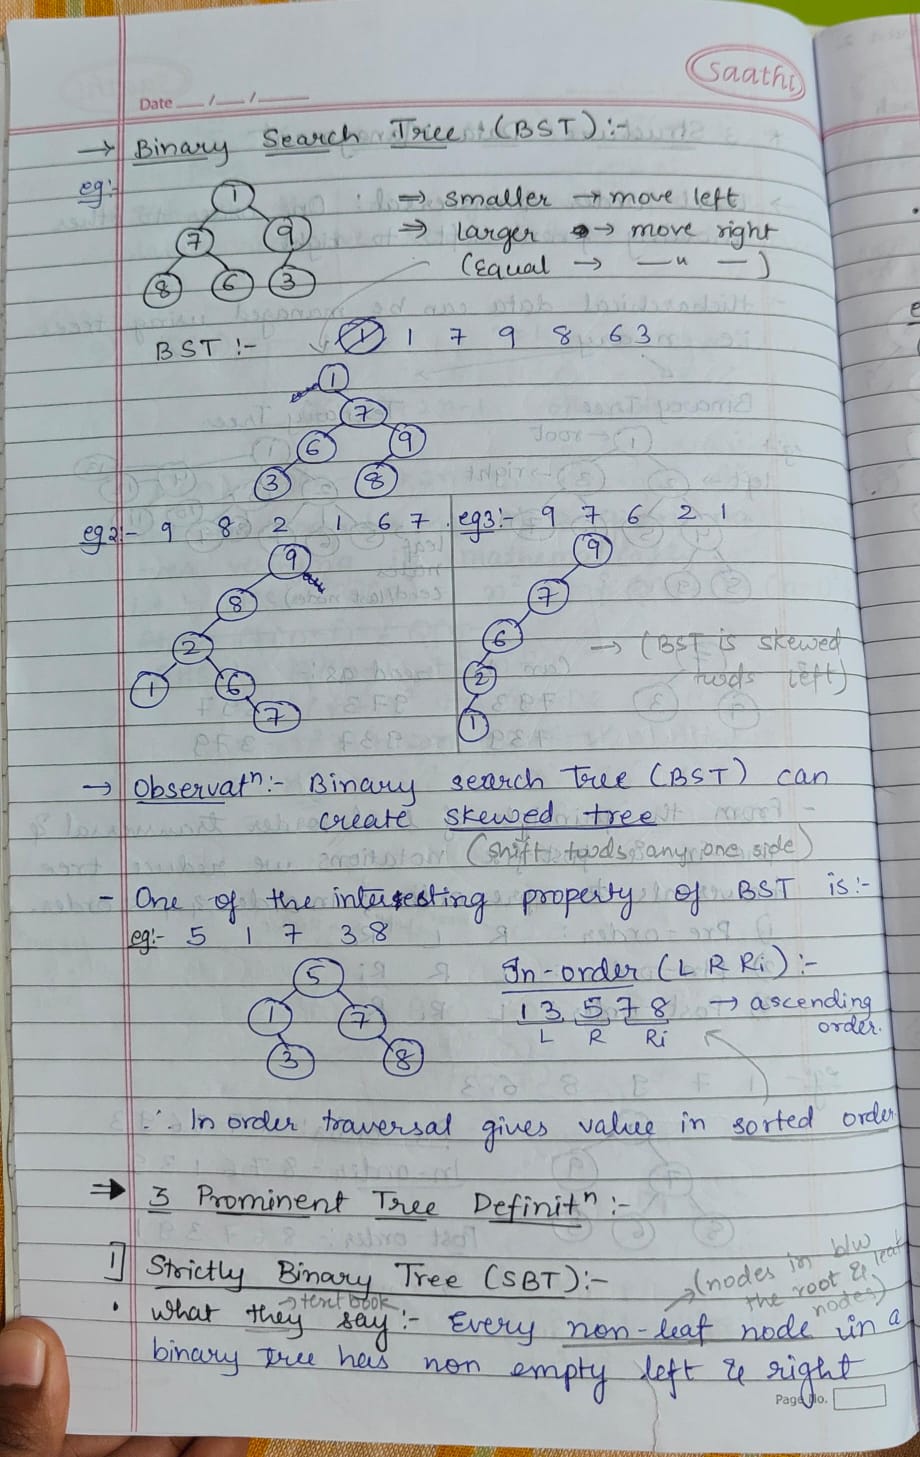 Saathi
Date __/__/__
→ Binary Search Tree (BST) :-
eg:-
1
7 9
8 6 3
⇒ smaller → move left
⇒ larger → move right
(Equal → —〃—)
BST :- 1 7 9 8 6 3
1
7
6 9
3 8
eg2:- 9 8 2 1 6 7.
9
8
2
1 6
7
eg3:- 9 7 6 2 1
9
7
6
2
1
→ (BST is skewed
twds left)
→ Observatⁿ:- Binary search tree (BST) can
create skewed tree
(shift twds any one side)
- One of the interesting property of BST is:-
eg:- 5 1 7 3 8
5
1 7
3 8
In-order (L R Ri) :-
1 3 5 7 8 → ascending
order.
L R Ri
∴ In order traversal gives value in sorted order
⇒ 3 Prominent Tree Definitⁿ :-
1] Strictly Binary Tree (SBT):-
(nodes in b/w
the root & leaf
nodes)
→ text book
• what they say :- Every non-leaf node in a
binary tree has non empty left & right
Page No.